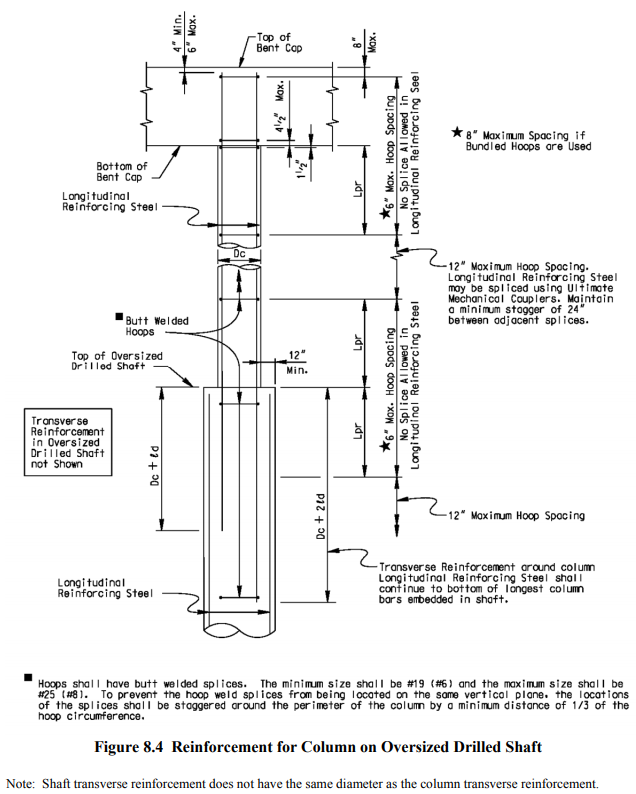 4" Min.
6" Max.
Top of
Bent Cap
8"
Max.
4 1/2" Max.
1 1/2"
Bottom of
Bent Cap
Longitudinal
Reinforcing Steel
Lpr
★6" Max. Hoop Spacing
No Splice Allowed in
Longitudinal Reinforcing Seel
★ 8" Maximum Spacing if
Bundled Hoops are Used
Dc
12" Maximum Hoop Spacing.
Longitudinal Reinforcing Steel
may be spliced using Ultimate
Mechanical Couplers. Maintain
a minimum stagger of 24"
between adjacent splices.
■ Butt Welded
Hoops
Top of Oversized
Drilled Shaft
12"
Min.
Lpr
Lpr
★6" Max. Hoop Spacing
No Splice Allowed in
Longitudinal Reinforcing Steel
Transverse
Reinforcement
in Oversized
Drilled Shaft
not Shown
Dc + ℓd
Dc + 2ℓd
12" Maximum Hoop Spacing
Transverse Reinforcement around column
Longitudinal Reinforcing Steel shall
continue to bottom of longest column
bars embedded in shaft.
Longitudinal
Reinforcing Steel
■ Hoops shall have butt welded splices. The minimum size shall be #19 (#6) and the maximum size shall be
#25 (#8). To prevent the hoop weld splices from being located on the same vertical plane, the locations
of the splices shall be staggered around the perimeter of the column by a minimum distance of 1/3 of the
hoop circumference.
Figure 8.4 Reinforcement for Column on Oversized Drilled Shaft
Note: Shaft transverse reinforcement does not have the same diameter as the column transverse reinforcement.